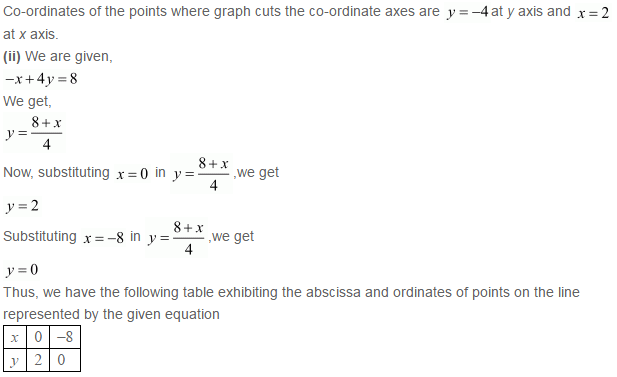 Co-ordinates of the points where graph cuts the co-ordinate axes are y = −4 at y axis and x = 2
at x axis.
(ii) We are given,
−x + 4y = 8
We get,
y = (8 + x)/4
Now, substituting x = 0 in y = (8 + x)/4 ,we get
y = 2
Substituting x = −8 in y = (8 + x)/4 ,we get
y = 0
Thus, we have the following table exhibiting the abscissa and ordinates of points on the line
represented by the given equation
x 0 −8
y 2 0